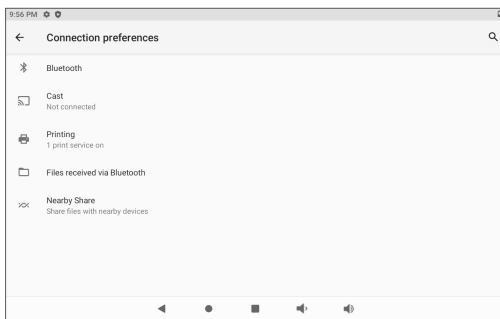 9:56 PM
Connection preferences
Bluetooth
Cast
Not connected
Printing
1 print service on
Files received via Bluetooth
Nearby Share
Share files with nearby devices